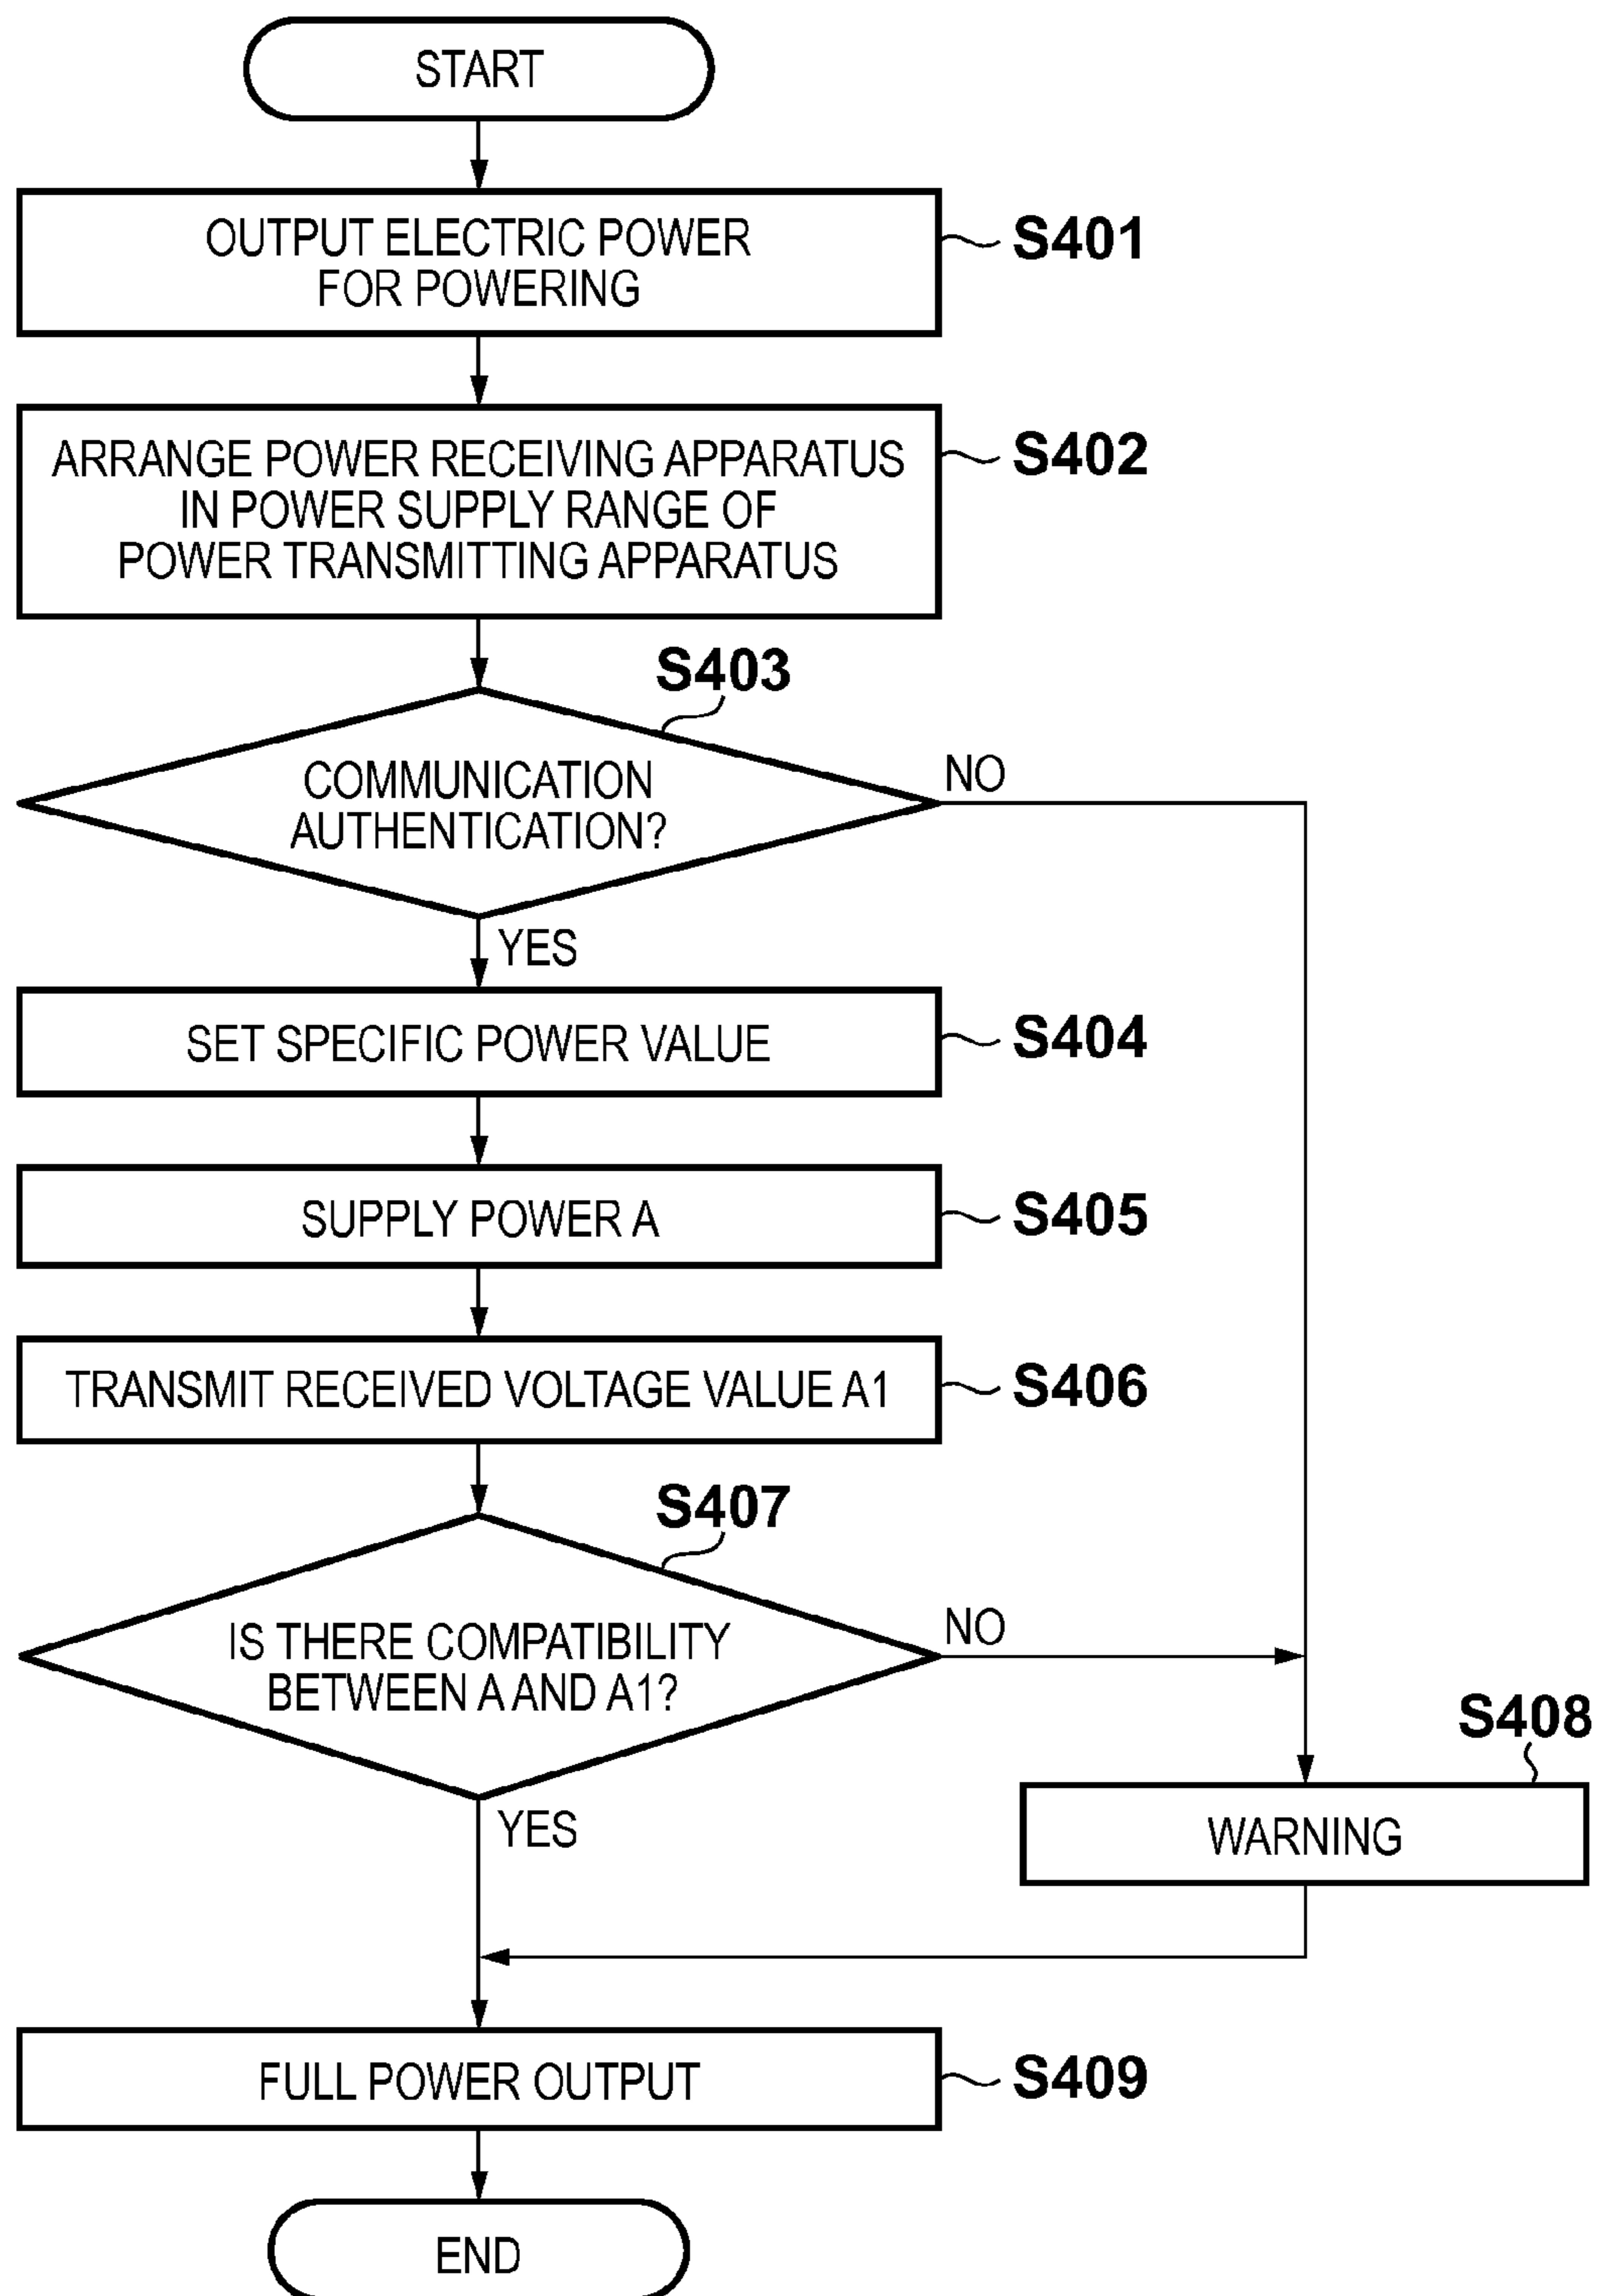 START
OUTPUT ELECTRIC POWER
FOR POWERING
S401
ARRANGE POWER RECEIVING APPARATUS
IN POWER SUPPLY RANGE OF
POWER TRANSMITTING APPARATUS
S402
S403
COMMUNICATION
AUTHENTICATION?
NO
YES
SET SPECIFIC POWER VALUE
S404
SUPPLY POWER A
S405
TRANSMIT RECEIVED VOLTAGE VALUE A1
S406
S407
IS THERE COMPATIBILITY
BETWEEN A AND A1?
NO
YES
S408
WARNING
FULL POWER OUTPUT
S409
END